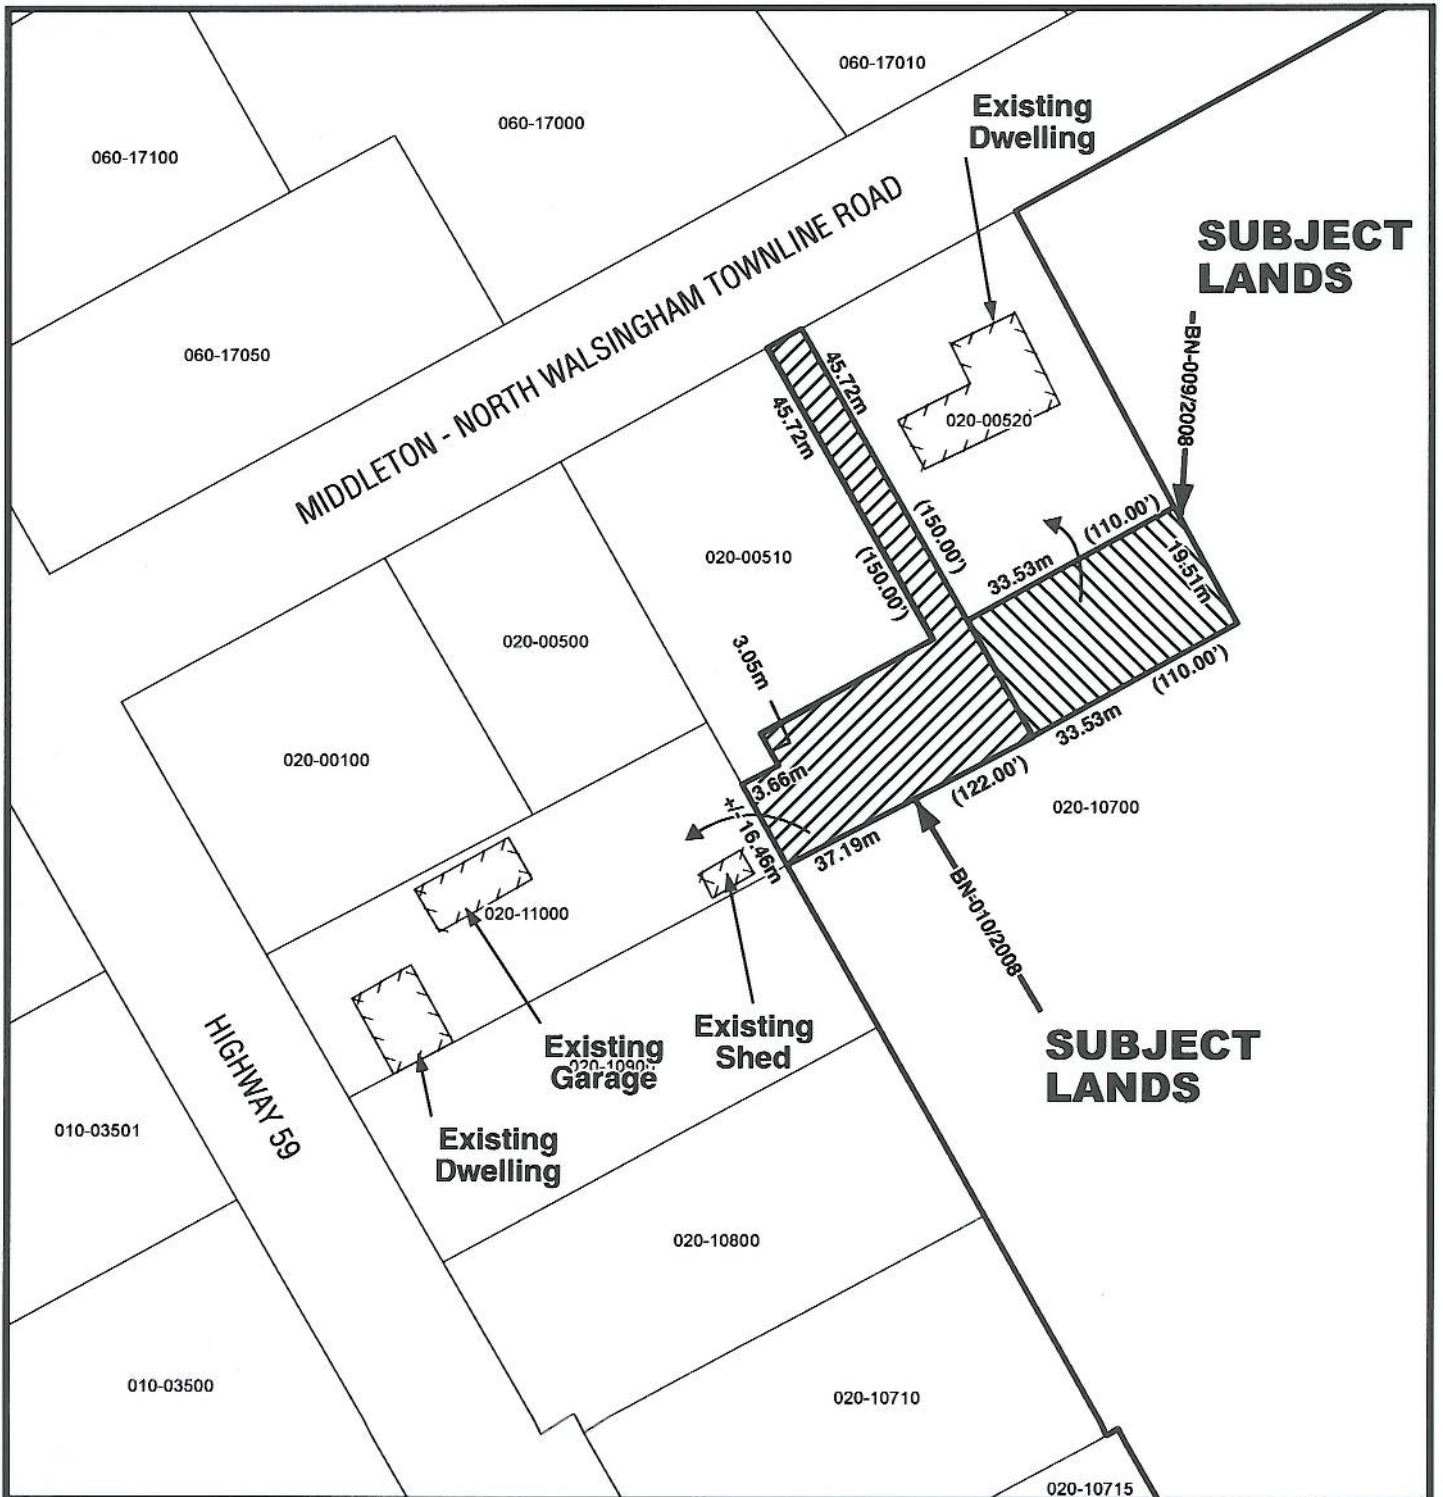 060-17010
060-17000
060-17100
Existing
Dwelling
MIDDLETON - NORTH WALSINGHAM TOWNLINE ROAD
SUBJECT
LANDS
BN-009/2008
060-17050
45.72m
45.72m
020-00520
(150.00')
(150.00')
(110.00')
33.53m
19.51m
020-00510
020-00500
3.05m
(110.00')
33.53m
020-00100
3.66m
(122.00')
020-10700
+/- 16.46m
37.19m
BN-010/2008
020-11000
HIGHWAY 59
Existing
Shed
Existing
Garage
SUBJECT
LANDS
010-03501
Existing
Dwelling
020-10800
010-03500
020-10710
020-10715